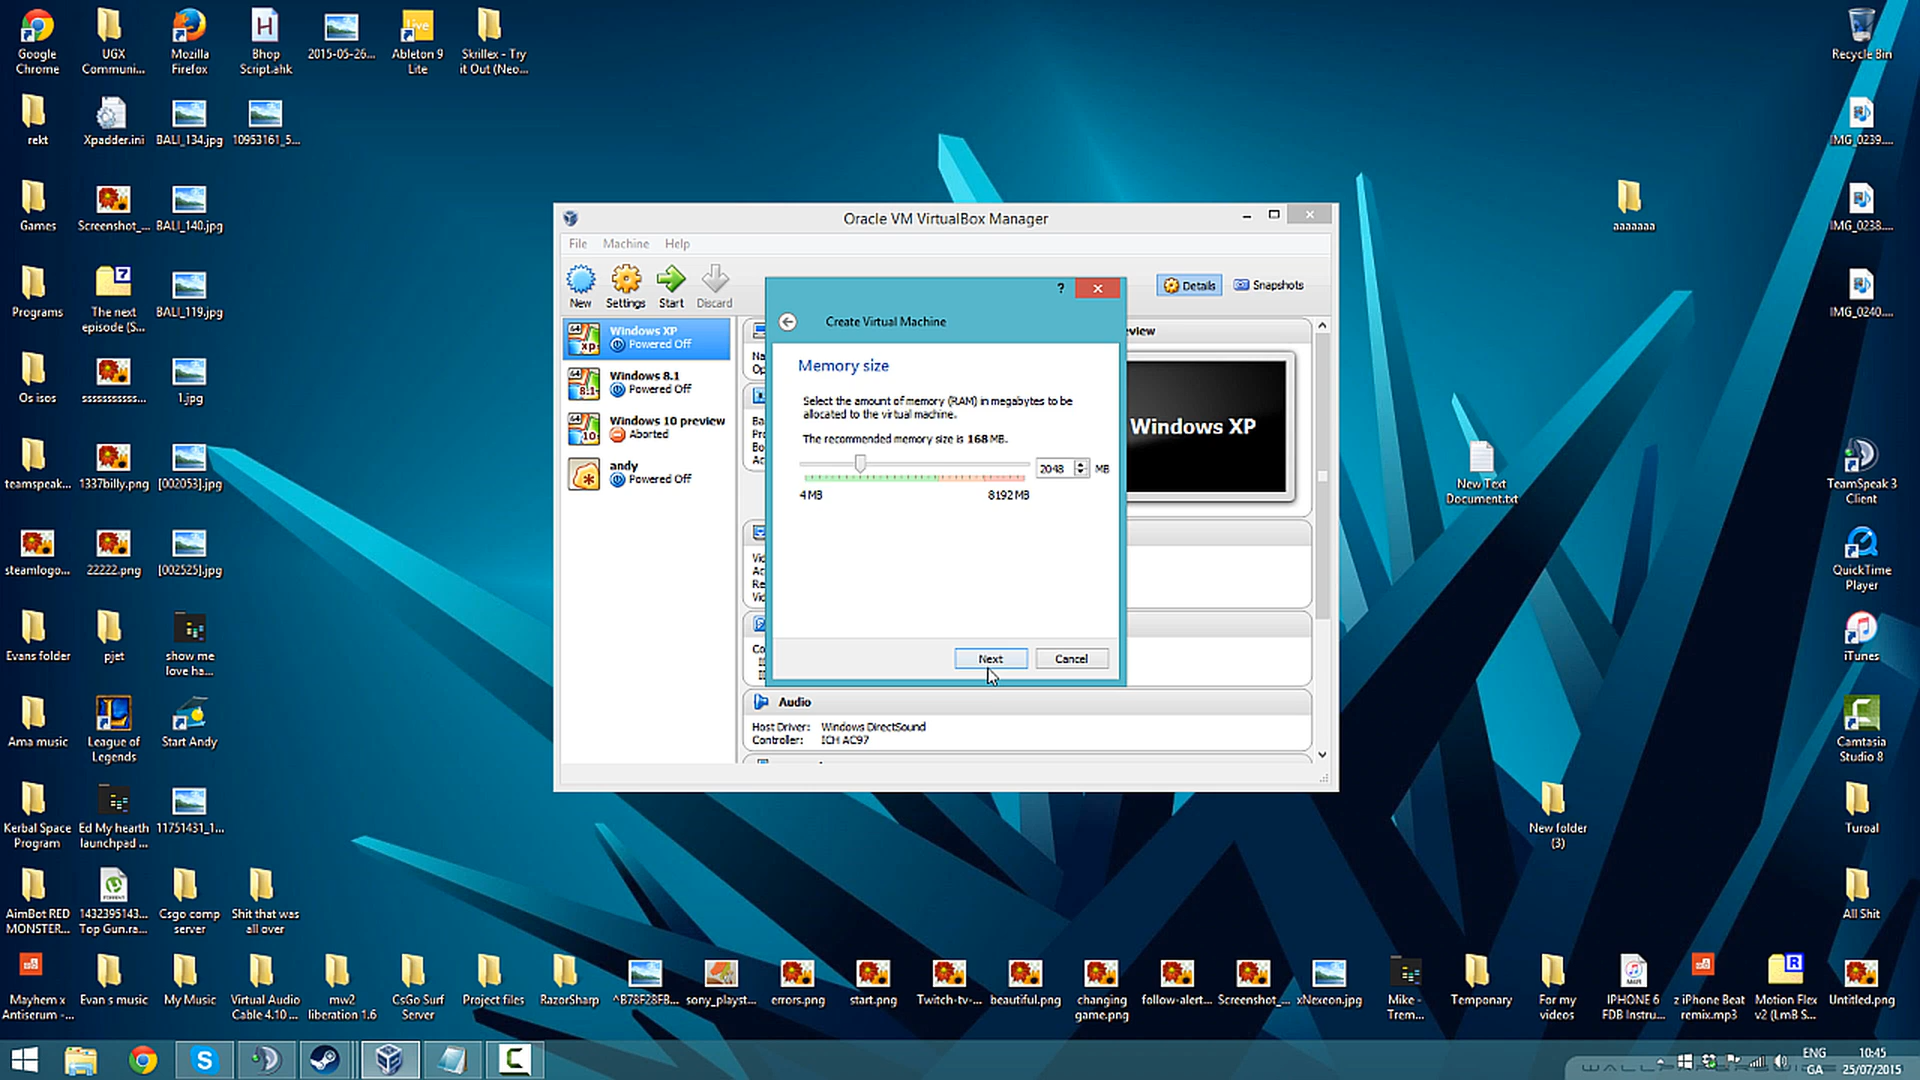 Google
Chrome
UGX
Communi...
Mozilla
Firefox
Bhop
Script.ahk
2015-05-26...
Ableton 9
Lite
Skrillex - Try
it Out (Neo...
Recycle Bin
rekt
Xpadder.ini
BALI_134.jpg
10953161_5...
IMG_0239....
Games
Screenshot_...
BALI_140.jpg
aaaaaaa
IMG_0238....
Programs
The next
episode (S...
BALI_119.jpg
IMG_0240....
Os isos
sssssssssss...
1.jpg
teamspeak...
1337billy.png
[002053].jpg
New Text
Document.txt
TeamSpeak 3
Client
steamlogo...
22222.png
[002525].jpg
QuickTime
Player
Evans folder
pjet
show me
love ha...
iTunes
Ama music
League of
Legends
Start Andy
Camtasia
Studio 8
Kerbal Space
Program
Ed My hearth
launchpad ...
11751431_1...
New folder
(3)
Turoal
AimBot RED
MONSTER...
1432395143...
Top Gun.ra...
Csgo comp
server
Shit that was
all over
All Shit
Mayhem x
Antiserum -...
Evan s music
My Music
Virtual Audio
Cable 4.10 ...
mw2
liberation 1.6
CsGo Surf
Server
Project files
RazorSharp
^B78F28FB...
sony_playst...
errors.png
start.png
Twitch-tv-...
beautiful.png
changing
game.png
follow-alert...
Screenshot_...
xNexeon.jpg
Mike -
Trem...
Temporary
For my
videos
IPHONE 6
FDB Instru...
z iPhone Beat
remix.mp3
Motion Flex
v2 (LmB S...
Untitled.png
Oracle VM VirtualBox Manager
File Machine Help
New Settings Start Discard
Details Snapshots
Windows XP
Powered Off
Windows 8.1
Powered Off
Windows 10 preview
Aborted
andy
Powered Off
Create Virtual Machine
Memory size
Select the amount of memory (RAM) in megabytes to be
allocated to the virtual machine.
The recommended memory size is 168 MB.
2048 MB
4 MB 8192 MB
Next Cancel
view
Windows XP
Audio
Host Driver: Windows DirectSound
Controller: ICH AC97
ENG
GA
10:45
25/07/2015